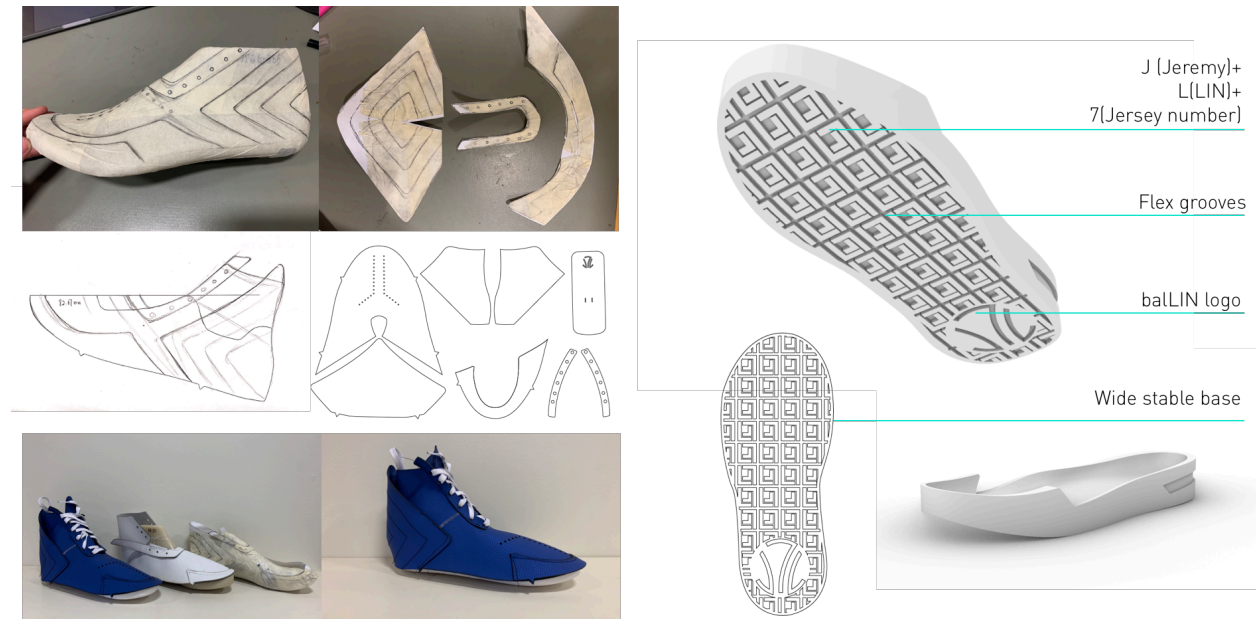 J (Jeremy)+
L(LIN)+
7(Jersey number)
Flex grooves
balLIN logo
Wide stable base